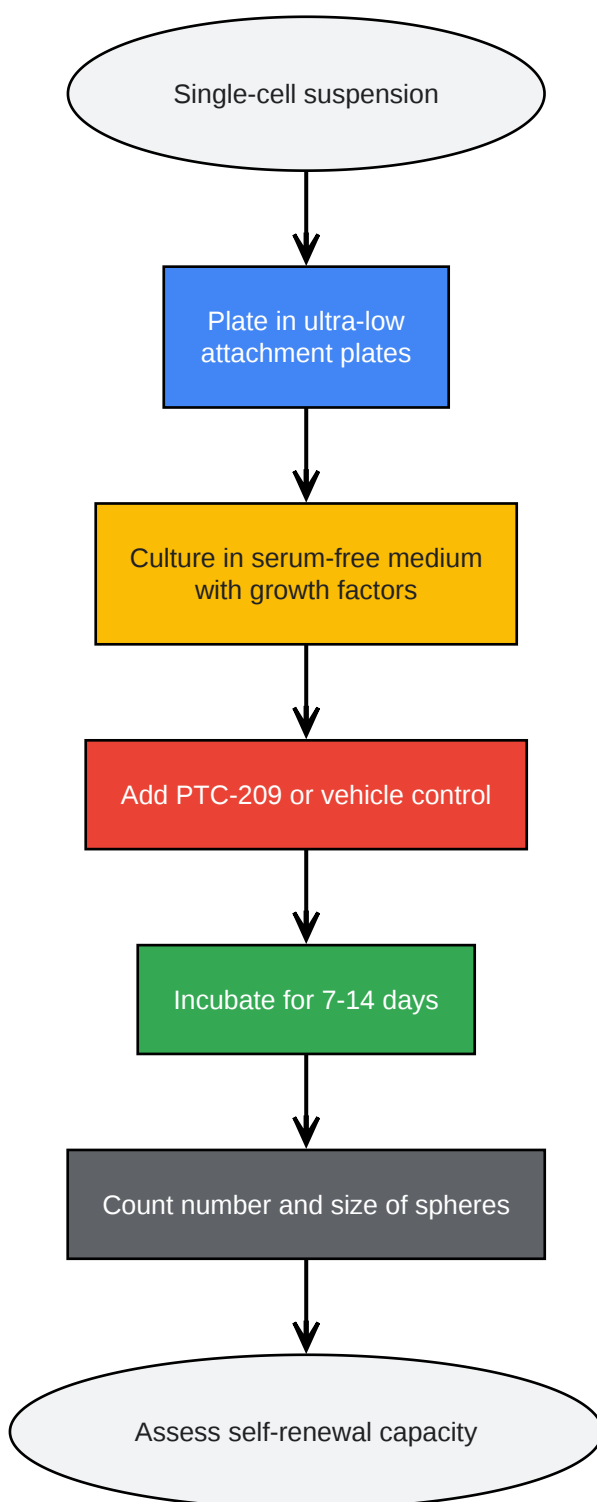 Single-cell suspension
Plate in ultra-low
attachment plates
Culture in serum-free medium
with growth factors
Add PTC-209 or vehicle control
Incubate for 7-14 days
Count number and size of spheres
Assess self-renewal capacity